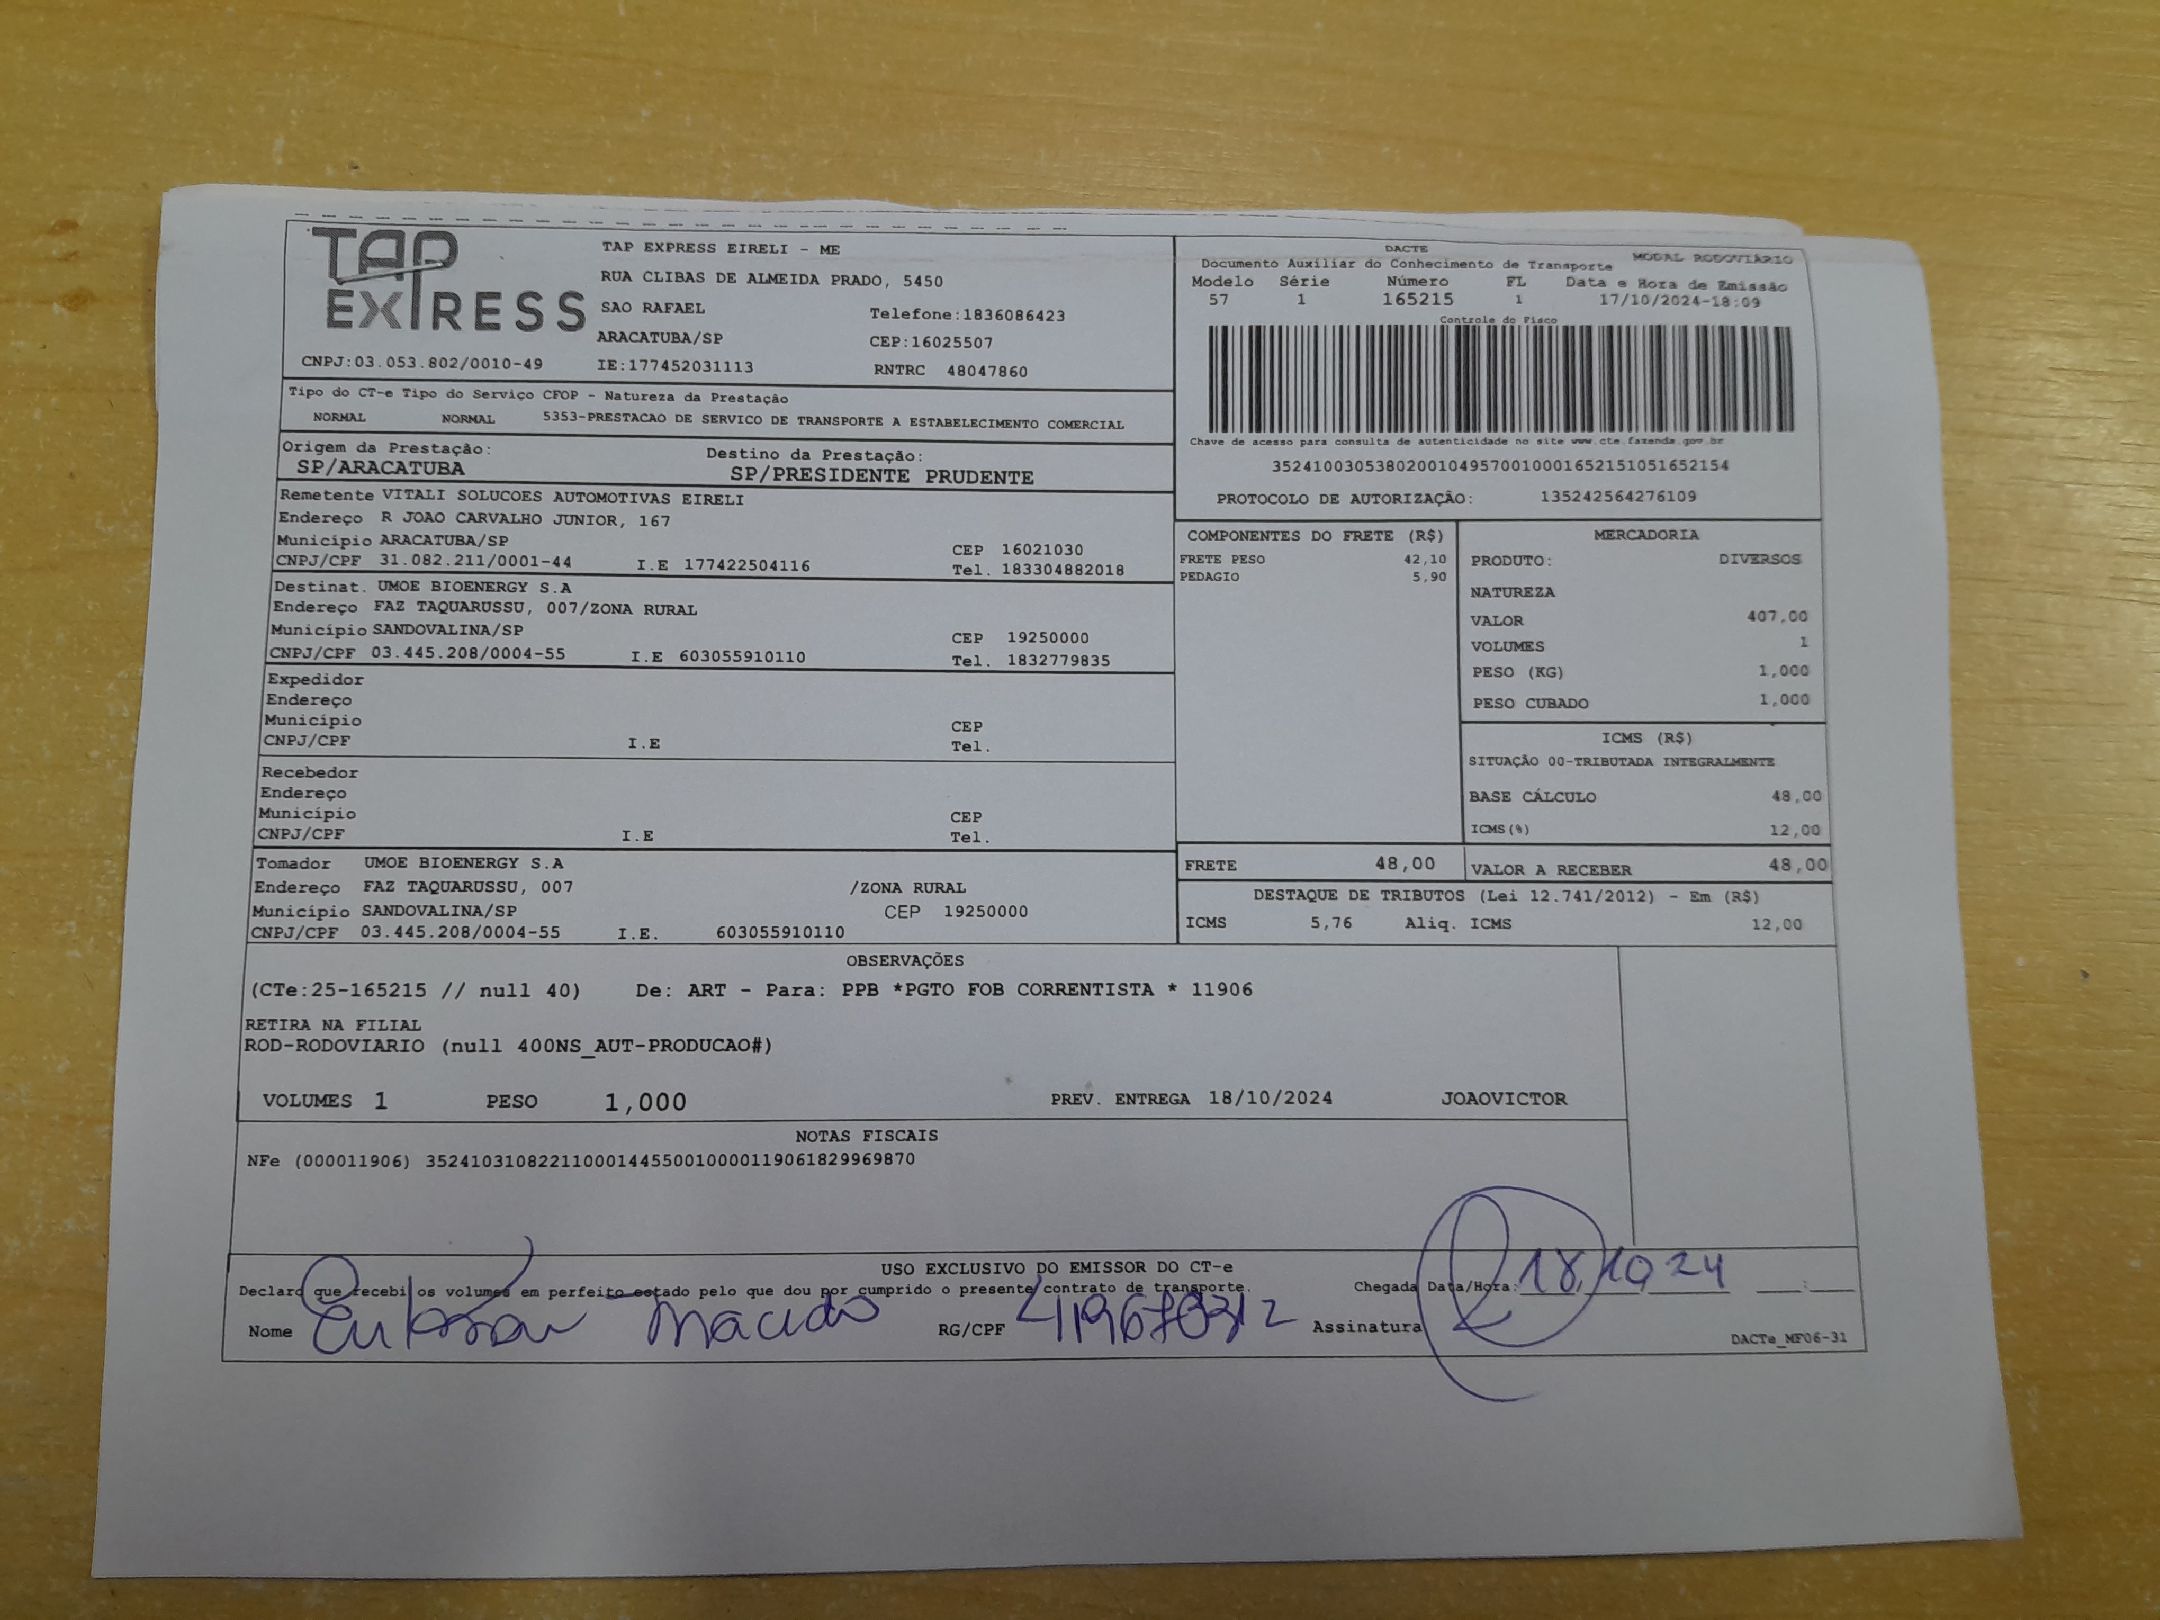 TAP EXPRESS
TAP EXPRESS EIRELI - ME
RUA CLIBAS DE ALMEIDA PRADO, 5450
SAO RAFAEL Telefone:1836086423
ARACATUBA/SP CEP:16025507
CNPJ:03.053.802/0010-49 IE:177452031113 RNTRC 48047860
DACTE
Documento Auxiliar do Conhecimento de Transporte MODAL RODOVIÁRIO
Modelo Série Número FL Data e Hora de Emissão
57 1 165215 1 17/10/2024-18:09
Controle do Fisco
Chave de acesso para consulta de autenticidade no site www.cte.fazenda.gov.br
35241003053802001049570010001652151051652154
PROTOCOLO DE AUTORIZAÇÃO: 135242564276109
Tipo do CT-e Tipo do Serviço CFOP - Natureza da Prestação
NORMAL NORMAL 5353-PRESTACAO DE SERVICO DE TRANSPORTE A ESTABELECIMENTO COMERCIAL
Origem da Prestação: Destino da Prestação:
SP/ARACATUBA SP/PRESIDENTE PRUDENTE
Remetente VITALI SOLUCOES AUTOMOTIVAS EIRELI
Endereço R JOAO CARVALHO JUNIOR, 167
Município ARACATUBA/SP CEP 16021030
CNPJ/CPF 31.082.211/0001-44 I.E 177422504116 Tel. 183304882018
Destinat. UMOE BIOENERGY S.A
Endereço FAZ TAQUARUSSU, 007/ZONA RURAL
Município SANDOVALINA/SP CEP 19250000
CNPJ/CPF 03.445.208/0004-55 I.E 603055910110 Tel. 1832779835
Expedidor
Endereço
Município CEP
CNPJ/CPF I.E Tel.
Recebedor
Endereço
Município CEP
CNPJ/CPF I.E Tel.
Tomador UMOE BIOENERGY S.A
Endereço FAZ TAQUARUSSU, 007 /ZONA RURAL
Município SANDOVALINA/SP CEP 19250000
CNPJ/CPF 03.445.208/0004-55 I.E. 603055910110
COMPONENTES DO FRETE (R$)
FRETE PESO 42,10
PEDAGIO 5,90
MERCADORIA
PRODUTO: DIVERSOS
NATUREZA
VALOR 407,00
VOLUMES 1
PESO (KG) 1,000
PESO CUBADO 1,000
ICMS (R$)
SITUAÇÃO 00-TRIBUTADA INTEGRALMENTE
BASE CÁLCULO 48,00
ICMS(%) 12,00
FRETE 48,00 VALOR A RECEBER 48,00
DESTAQUE DE TRIBUTOS (Lei 12.741/2012) - Em (R$)
ICMS 5,76 Aliq. ICMS 12,00
OBSERVAÇÕES
(CTe:25-165215 // null 40) De: ART - Para: PPB *PGTO FOB CORRENTISTA * 11906
RETIRA NA FILIAL
ROD-RODOVIARIO (null 400NS_AUT-PRODUCAO#)
VOLUMES 1 PESO 1,000 PREV. ENTREGA 18/10/2024 JOAOVICTOR
NOTAS FISCAIS
NFe (000011906) 35241031082211000144550010000119061829969870
USO EXCLUSIVO DO EMISSOR DO CT-e
Declaro que recebi os volumes em perfeito estado pelo que dou por cumprido o presente contrato de transporte. Chegada Data/Hora: 18/10 24 __:__
Nome Macedo RG/CPF Assinatura DACTe_MF06-31